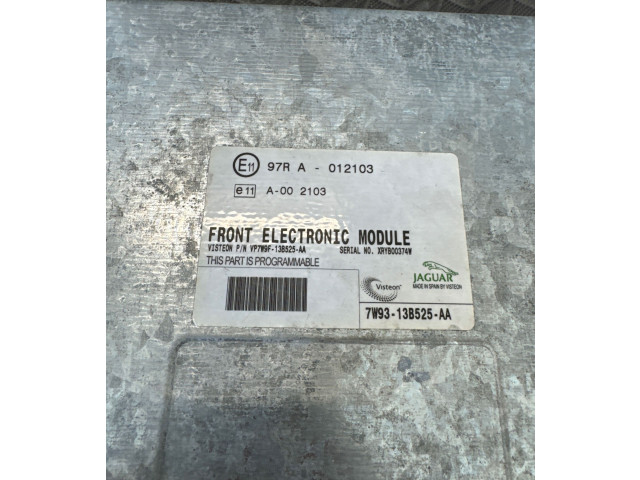 E11 97R A - 012103
e11 A-00 2103
FRONT ELECTRONIC MODULE
VISTEON P/N VP7W9F-13B525-AA SERIAL NO. XRYB00374W
THIS PART IS PROGRAMMABLE
Visteon
JAGUAR
MADE IN SPAIN BY VISTEON
7W93-13B525-AA